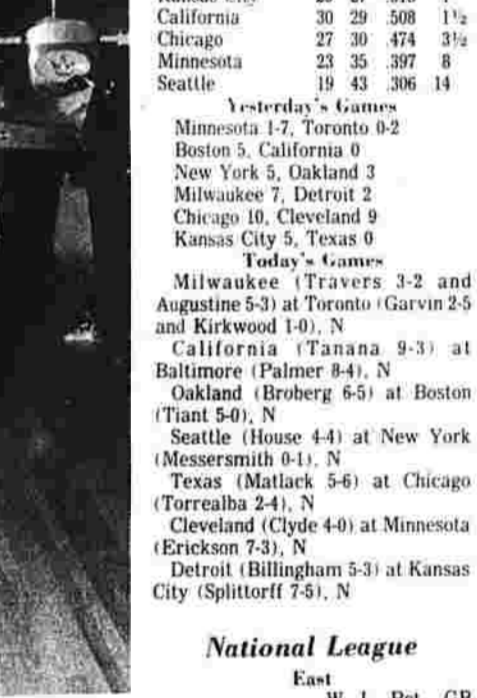 California 30 29 .508 1½
Chicago 27 30 .474 3½
Minnesota 23 35 .397 8
Seattle 19 43 .306 14
Yesterday's Games
Minnesota 1-7, Toronto 0-2
Boston 5, California 0
New York 5, Oakland 3
Milwaukee 7, Detroit 2
Chicago 10, Cleveland 9
Kansas City 5, Texas 0
Today's Games
Milwaukee (Travers 3-2 and
Augustine 5-3) at Toronto (Garvin 2-5
and Kirkwood 1-0), N
California (Tanana 9-3) at
Baltimore (Palmer 8-4), N
Oakland (Broberg 6-5) at Boston
(Tiant 5-0), N
Seattle (House 4-4) at New York
(Messersmith 0-1), N
Texas (Matlack 5-6) at Chicago
(Torrealba 2-4), N
Cleveland (Clyde 4-0) at Minnesota
(Erickson 7-3), N
Detroit (Billingham 5-3) at Kansas
City (Splittorff 7-5), N
National League
East
W L Pct. GB